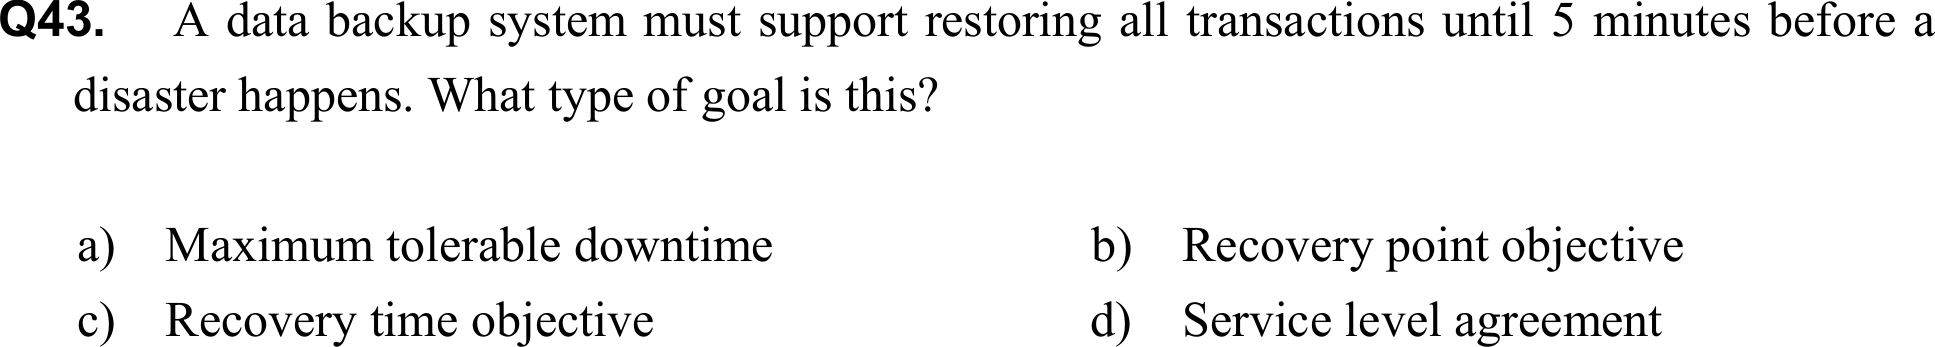 Q43. A data backup system must support restoring all transactions until 5 minutes before a
disaster happens. What type of goal is this?
a) Maximum tolerable downtime b) Recovery point objective
c) Recovery time objective d) Service level agreement